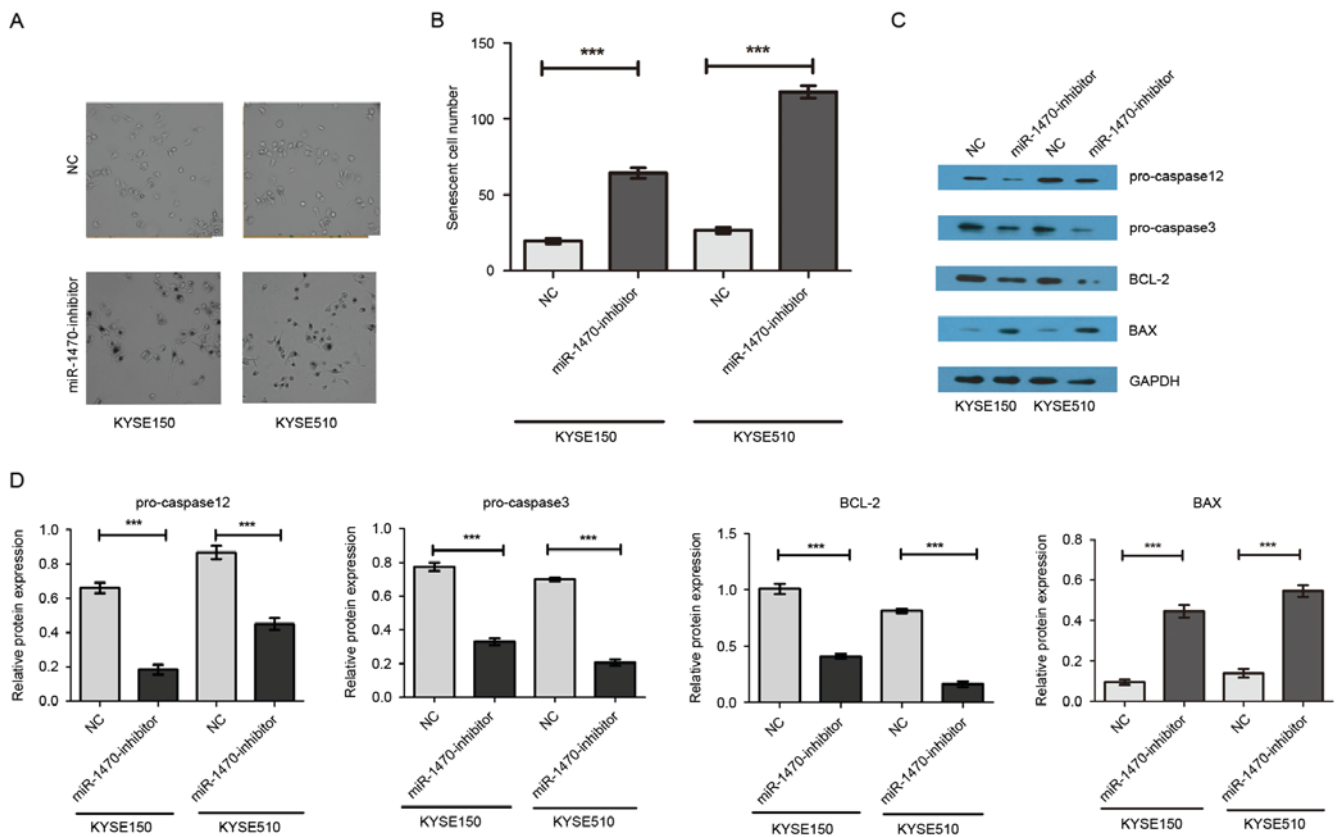 A
NC
miR-1470-inhibitor
KYSE150
KYSE510
B
Senescent cell number
150
100
50
0
***
***
NC
miR-1470-inhibitor
NC
miR-1470-inhibitor
KYSE150
KYSE510
C
NC
miR-1470-inhibitor
NC
miR-1470-inhibitor
pro-caspase12
pro-caspase3
BCL-2
BAX
GAPDH
KYSE150
KYSE510
D
pro-caspase12
Relative protein expression
1.0
0.8
0.6
0.4
0.2
0.0
***
***
NC
miR-1470-inhibitor
NC
miR-1470-inhibitor
KYSE150
KYSE510
pro-caspase3
Relative protein expression
1.0
0.8
0.6
0.4
0.2
0.0
***
***
NC
miR-1470-inhibitor
NC
miR-1470-inhibitor
KYSE150
KYSE510
BCL-2
Relative protein expression
1.5
1.0
0.5
0.0
***
***
NC
miR-1470-inhibitor
NC
miR-1470-inhibitor
KYSE150
KYSE510
BAX
Relative protein expression
0.8
0.6
0.4
0.2
0.0
***
***
NC
miR-1470-inhibitor
NC
miR-1470-inhibitor
KYSE150
KYSE510